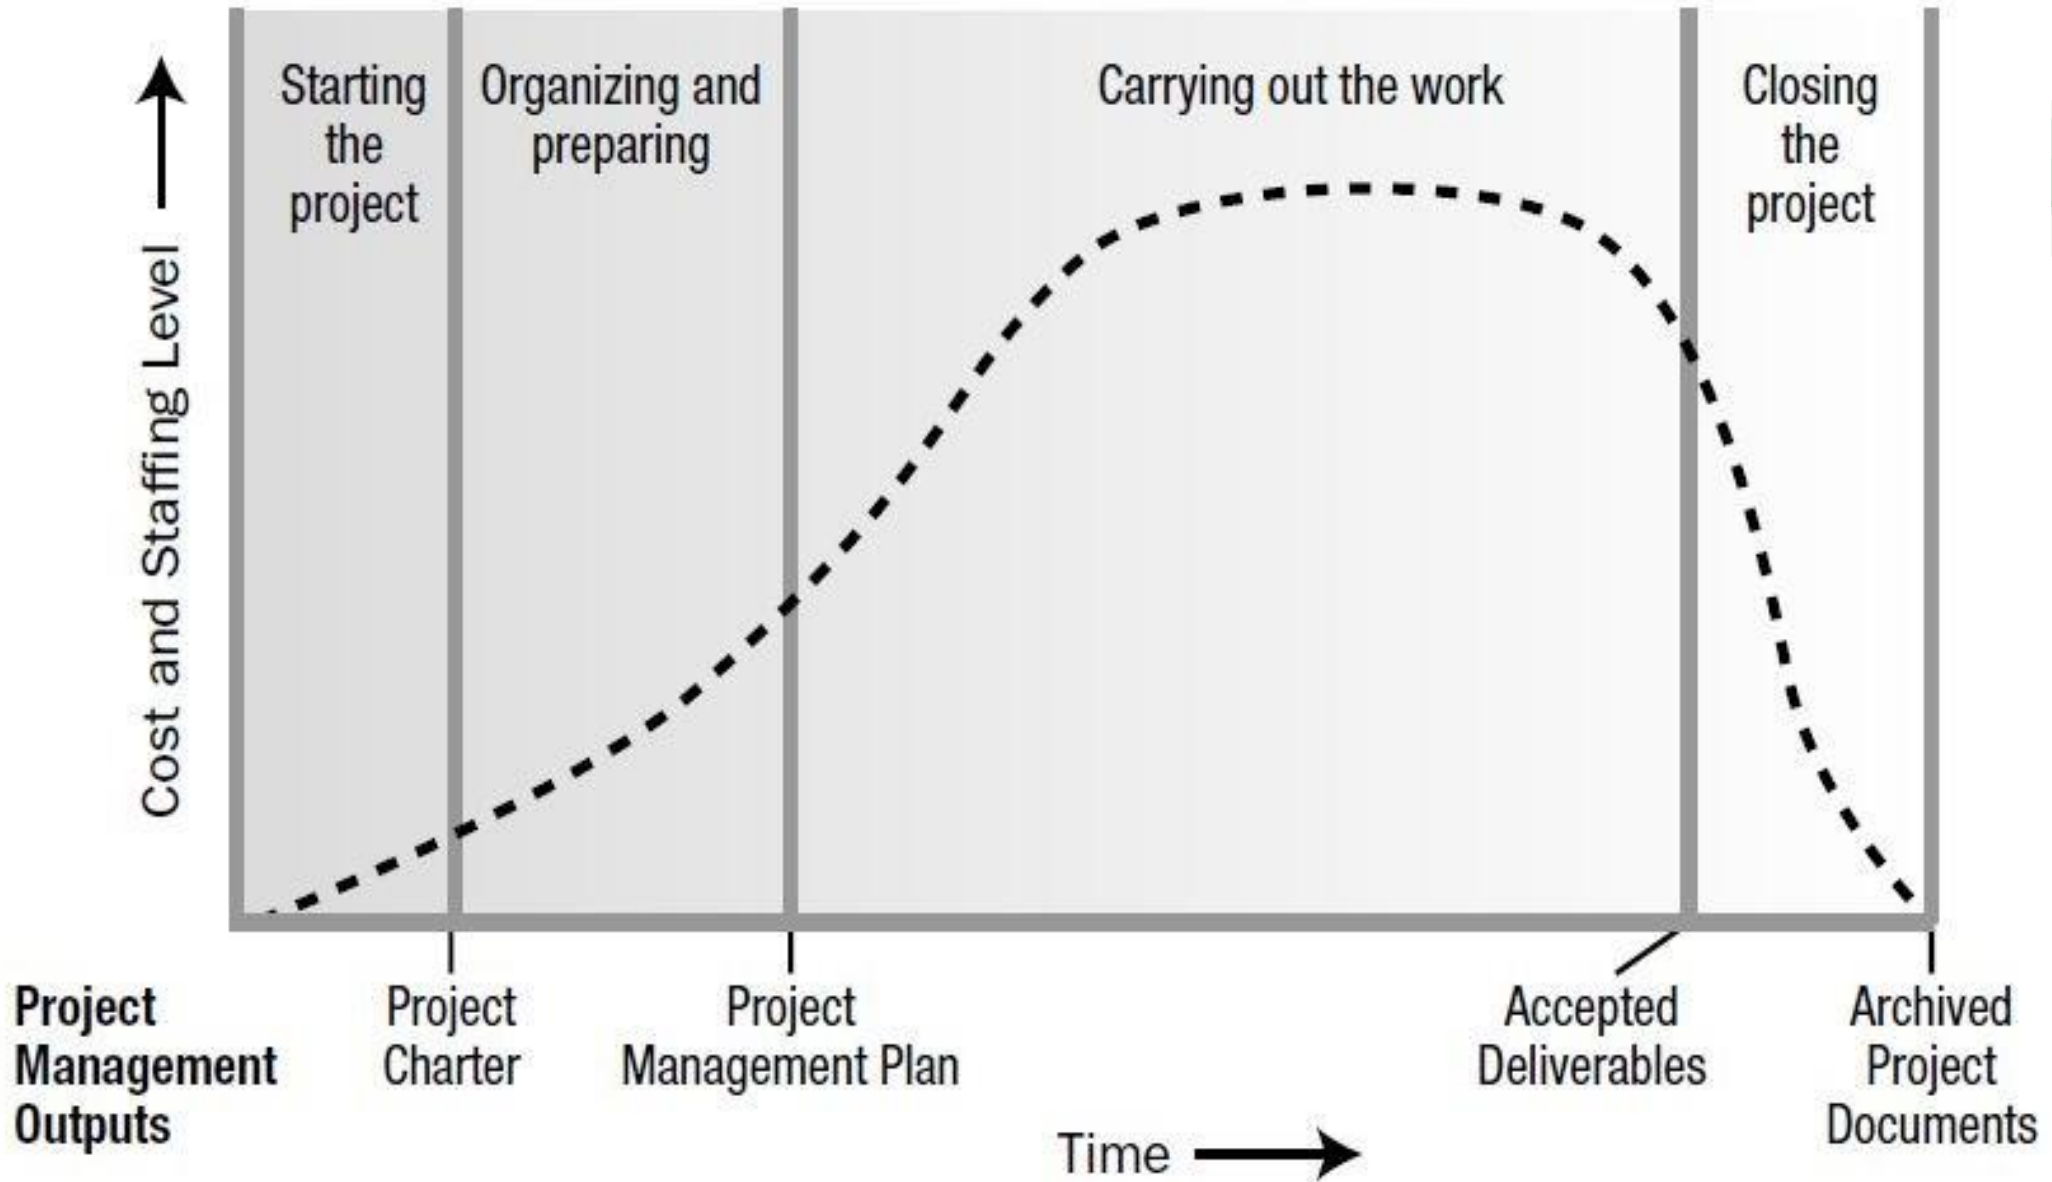 Starting
the
project
Organizing and
preparing
Carrying out the work
Closing
the
project
Cost and Staffing Level
Project
Management
Outputs
Project
Charter
Project
Management Plan
Accepted
Deliverables
Archived
Project
Documents
Time